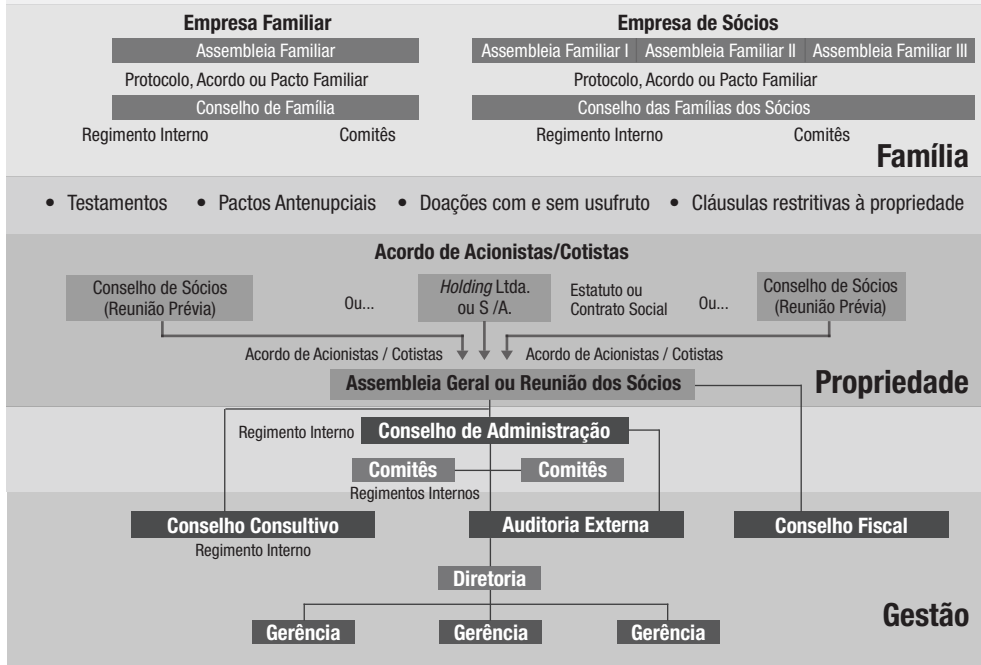 Empresa Familiar
Empresa de Sócios
Assembleia Familiar
Assembleia Familiar I
Assembleia Familiar II
Assembleia Familiar III
Protocolo, Acordo ou Pacto Familiar
Protocolo, Acordo ou Pacto Familiar
Conselho de Família
Conselho das Famílias dos Sócios
Regimento Interno
Comitês
Regimento Interno
Comitês
Família
• Testamentos • Pactos Antenupciais • Doações com e sem usufruto • Cláusulas restritivas à propriedade
Acordo de Acionistas/Cotistas
Conselho de Sócios
(Reunião Prévia)
Ou...
Holding Ltda.
ou S /A.
Estatuto ou
Contrato Social
Ou...
Conselho de Sócios
(Reunião Prévia)
Acordo de Acionistas / Cotistas
Acordo de Acionistas / Cotistas
Assembleia Geral ou Reunião dos Sócios
Propriedade
Regimento Interno
Conselho de Administração
Comitês
Comitês
Regimentos Internos
Conselho Consultivo
Auditoria Externa
Conselho Fiscal
Regimento Interno
Diretoria
Gestão
Gerência
Gerência
Gerência